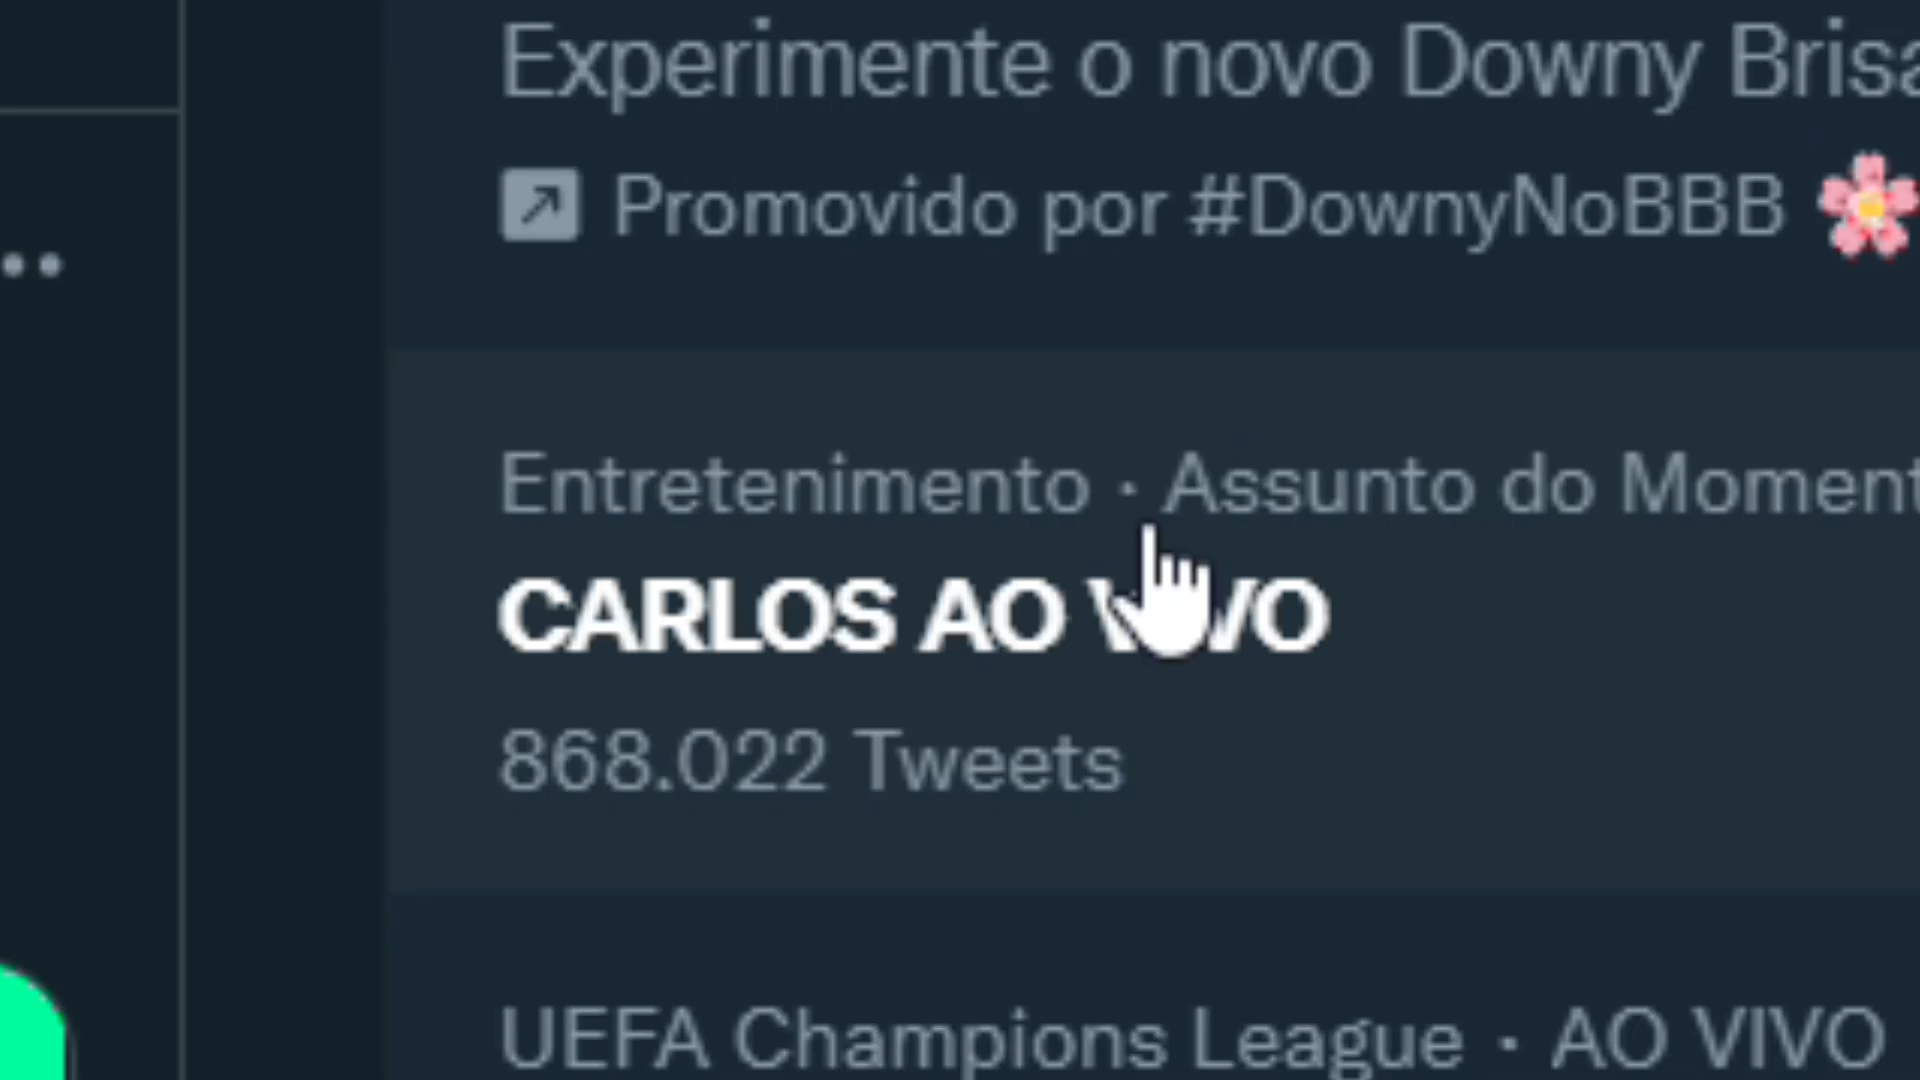 Experimente o novo Downy Brisa
Promovido por #DownyNoBBB 🌸
Entretenimento · Assunto do Moment
CARLOS AO VIVO
868.022 Tweets
UEFA Champions League · AO VIVO